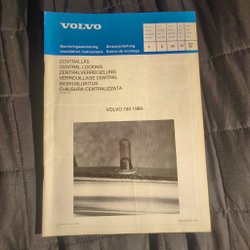 VOLVO
Monteringsanvisning Einbauanleitung
Installation instructions Notice de montage
CENTRALLÅS
CENTRAL LOCKING
ZENTRALVERRIEGELUNG
VERROUILLAGE CENTRAL
KESKUSLUKITUS
CHIUSURA CENTRALIZZATA
VOLVO 740 1989-